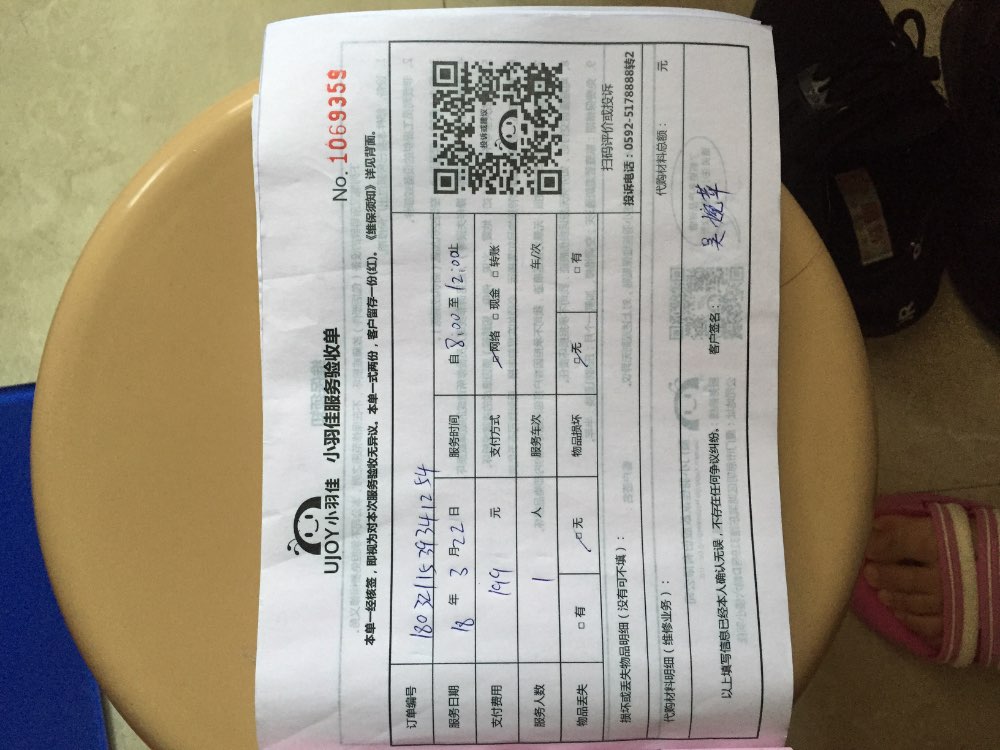 UJOY小羽佳 小羽佳服务验收单
No. 1069359
本单一经核签，即视为对本次服务验收无异议。本单一式两份，客户留存一份(红)。《维保须知》详见背面。
订单编号 180321153934 1254
服务日期 18 年 3 月 22 日 服务时间 自 8:00 至 12:00止
支付费用 199 元 支付方式 □网络 □现金 □转账
服务人数 1 人 服务车次 车/次
物品丢失 □有 □无 物品损坏 □无 □有
投诉或建议
扫码评价或投诉
投诉电话：0592-5178888转2
损坏或丢失物品明细（没有可不填）：
代购材料明细（维修业务）： 代购材料总额： 元
以上填写信息已经本人确认无误，不存在任何争议纠纷。 客户签名：